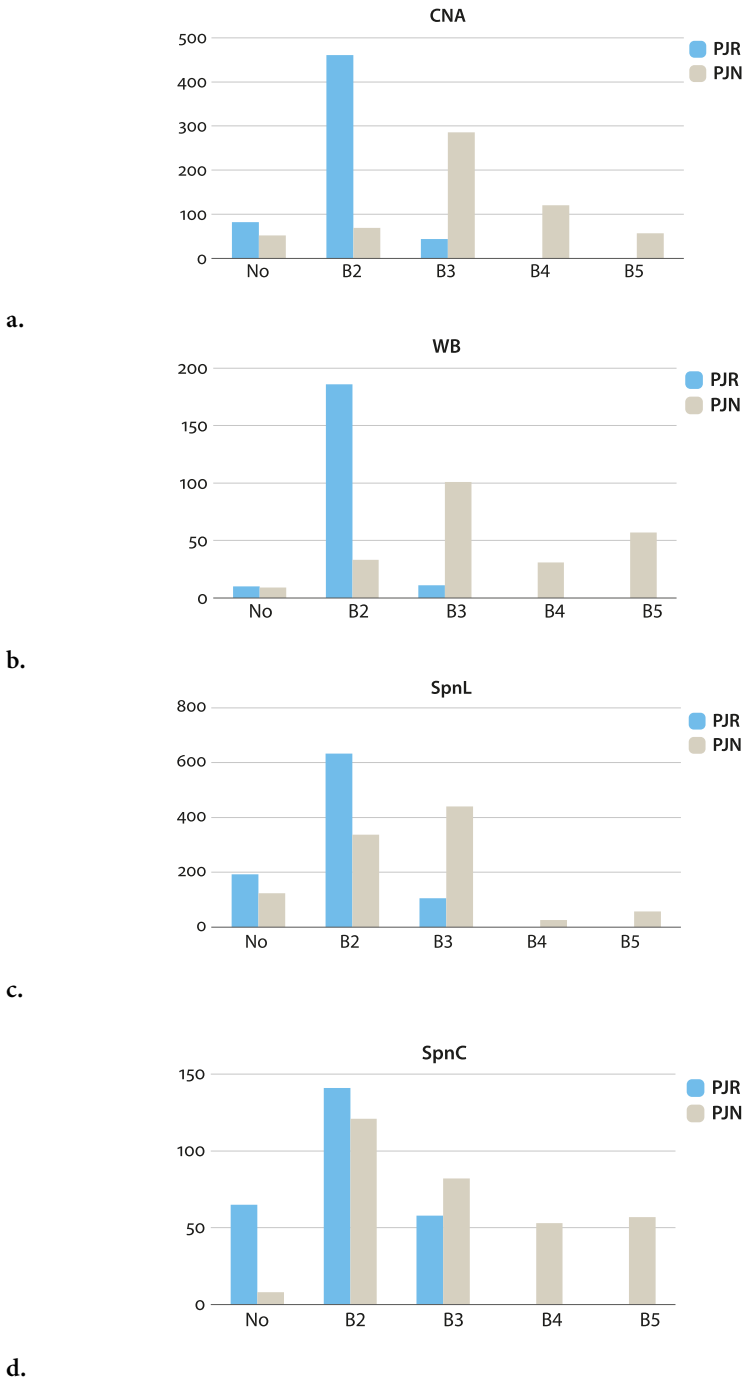 CNA
500
400
300
200
100
0
No B2 B3 B4 B5
PJR
PJN
a.
WB
200
150
100
50
0
No B2 B3 B4 B5
PJR
PJN
b.
SpnL
800
600
400
200
0
No B2 B3 B4 B5
PJR
PJN
c.
SpnC
150
100
50
0
No B2 B3 B4 B5
PJR
PJN
d.